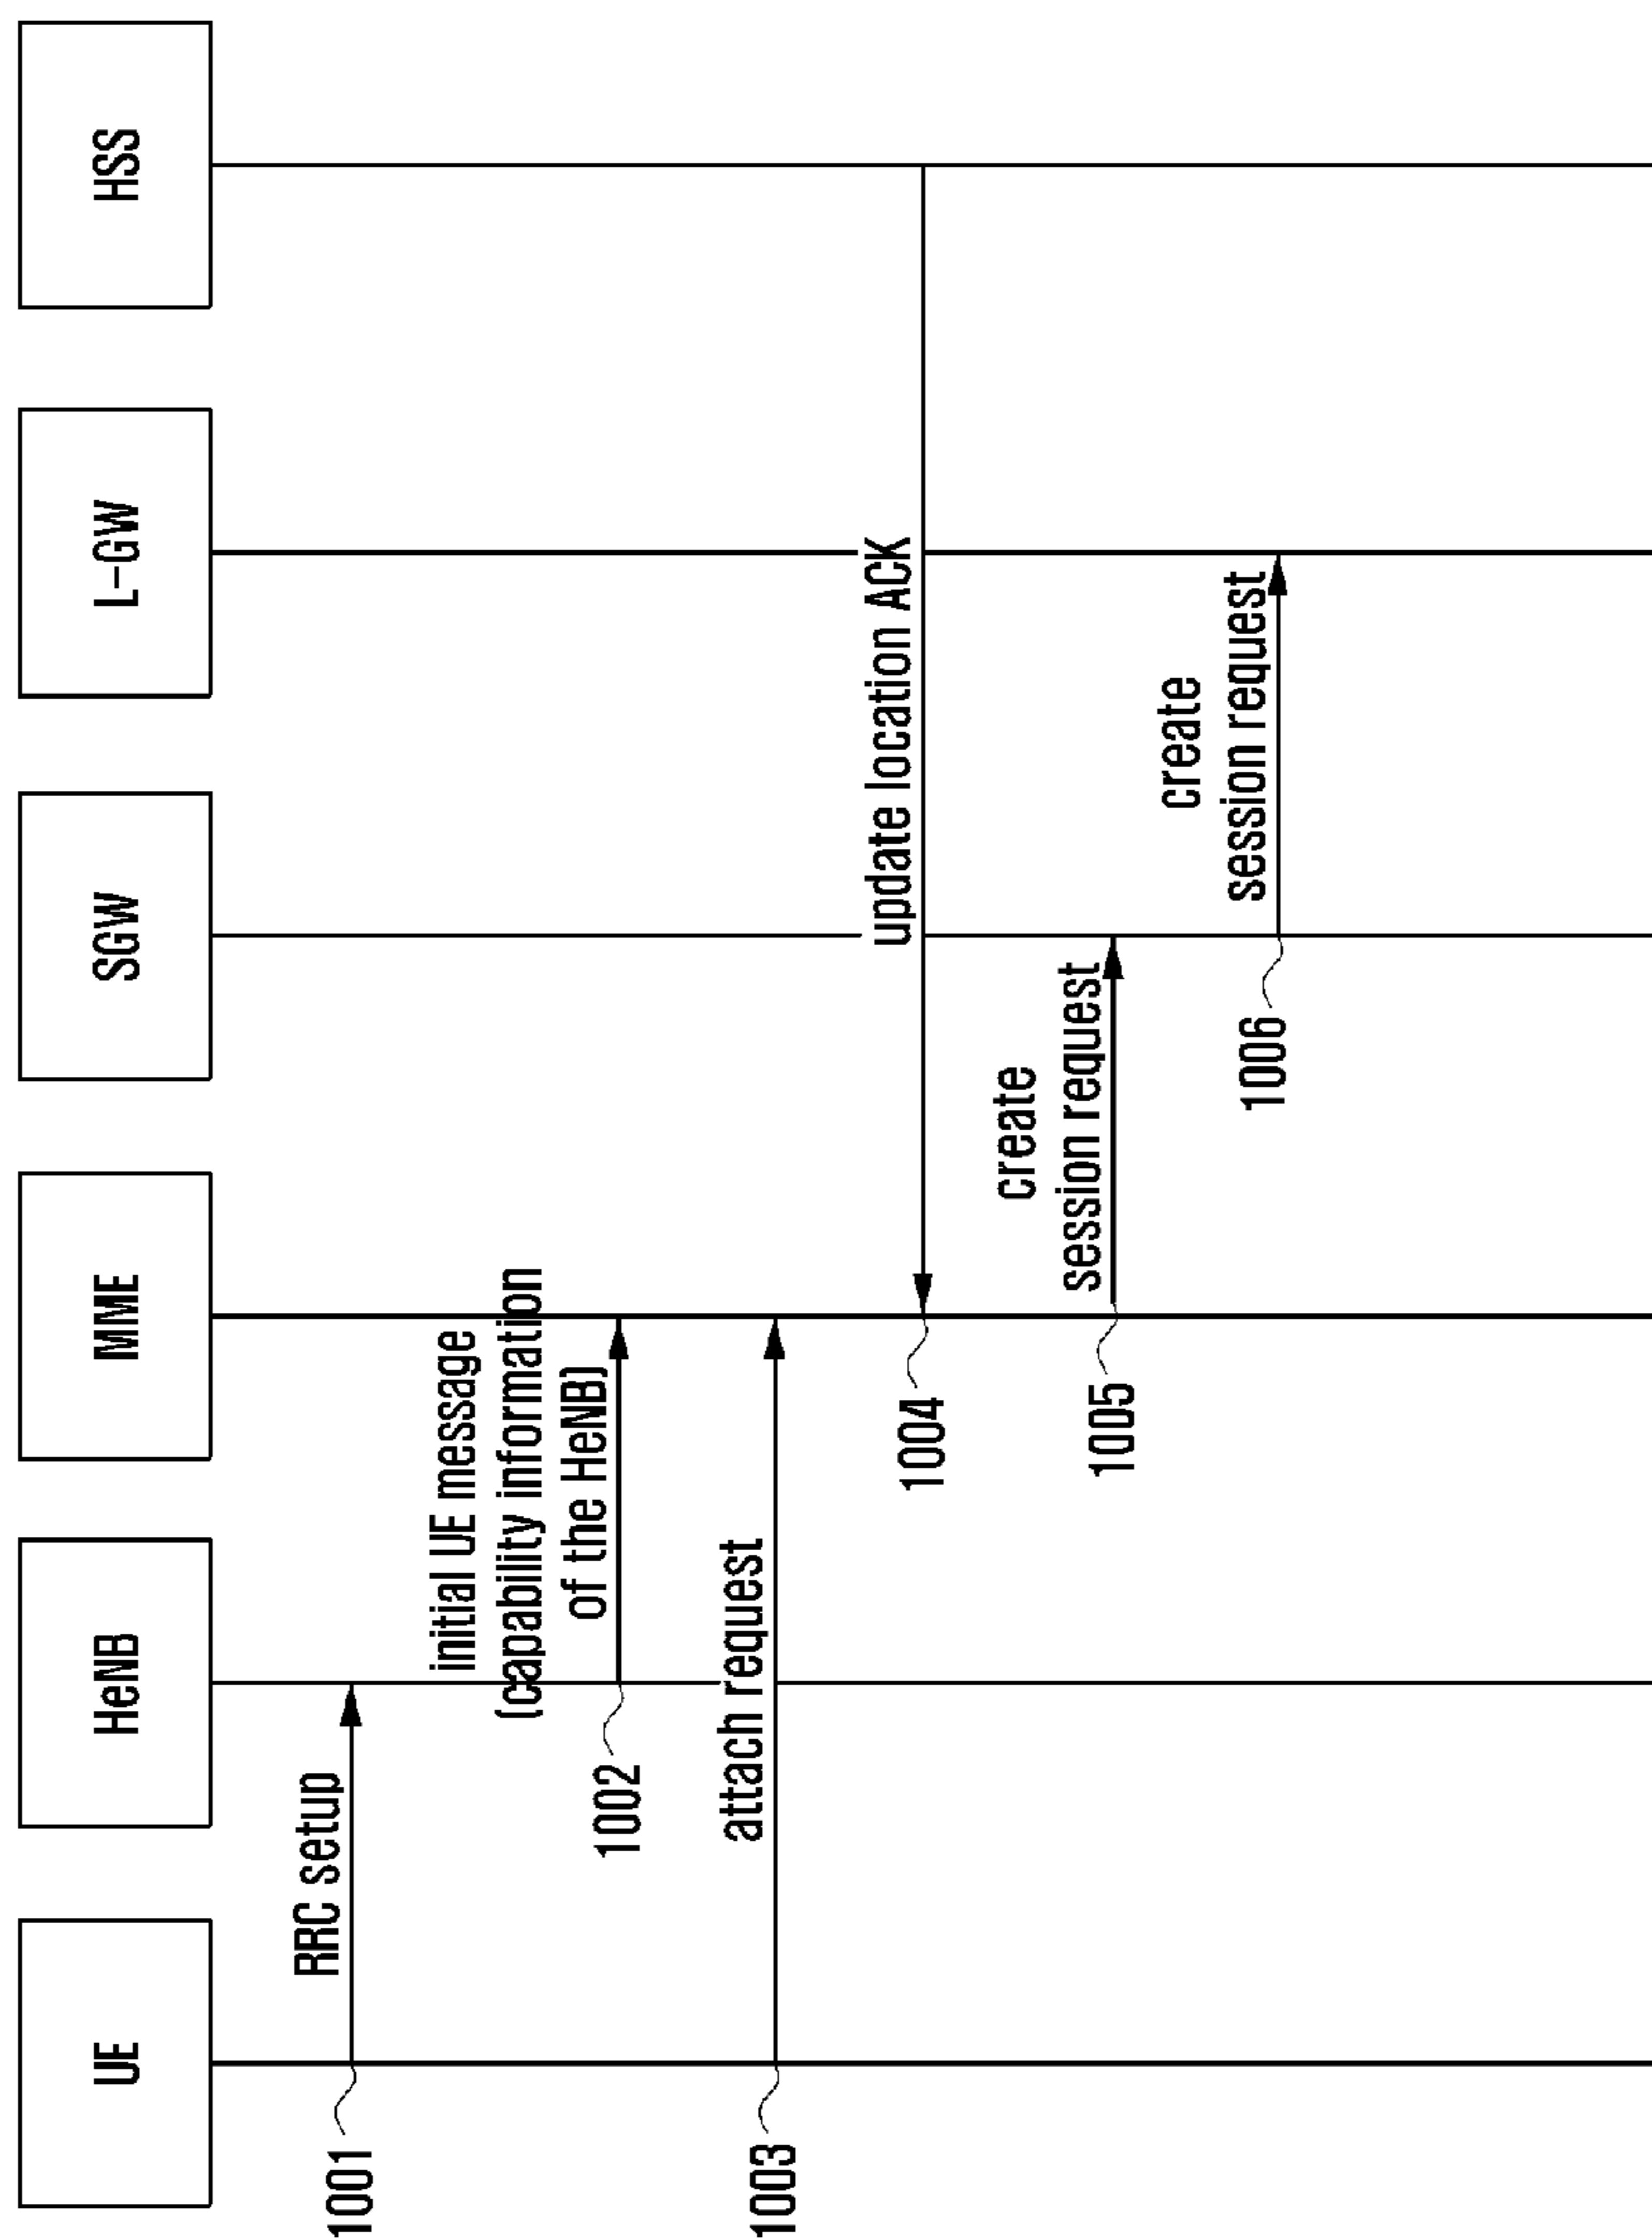 UE
HeNB
MME
SGW
L-GW
HSS
RRC setup
1001
initial UE message
(capability information
of the HeNB)
1002
attach request
1003
update location ACK
1004
create
session request
1005
create
session request
1006